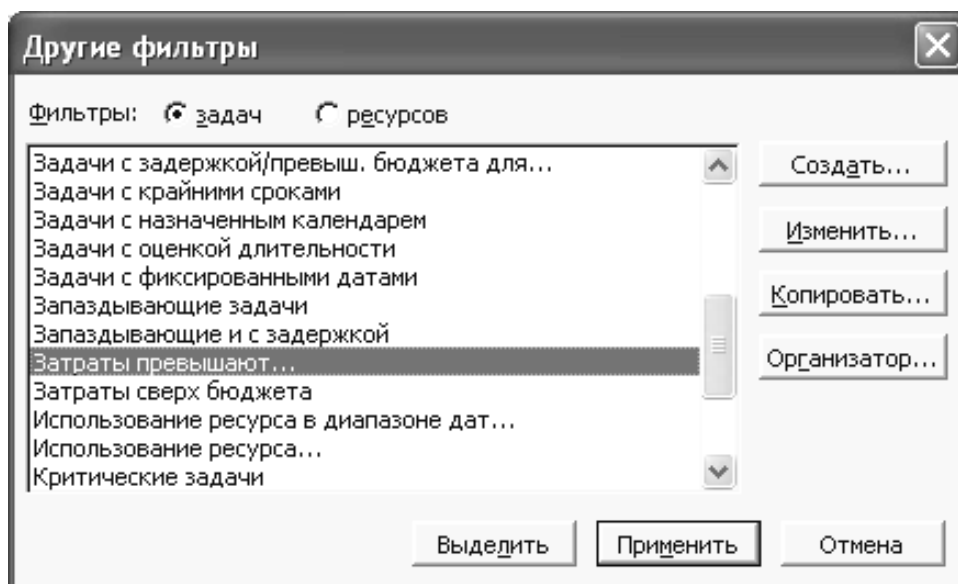 Другие фильтры
Фильтры: задач ресурсов
Задачи с задержкой/превыш. бюджета для...
Задачи с крайними сроками
Задачи с назначенным календарем
Задачи с оценкой длительности
Задачи с фиксированными датами
Запаздывающие задачи
Запаздывающие и с задержкой
Затраты превышают...
Затраты сверх бюджета
Использование ресурса в диапазоне дат...
Использование ресурса...
Критические задачи
Создать...
Изменить...
Копировать...
Организатор...
Выделить Применить Отмена